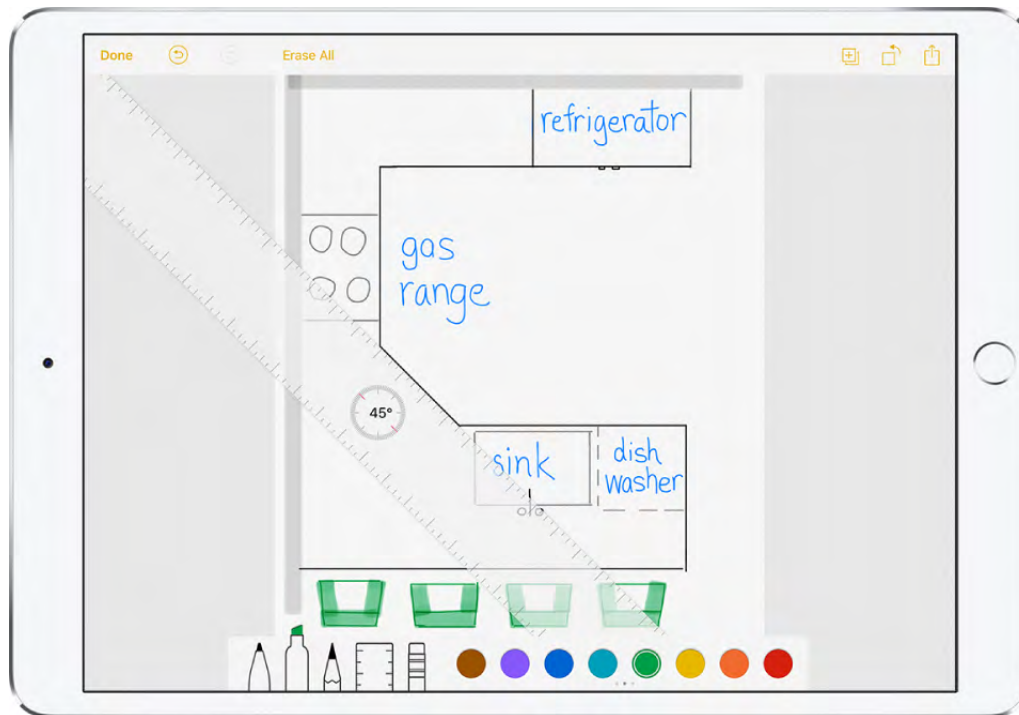 Done
Erase All
refrigerator
gas
range
45°
sink
dish
washer